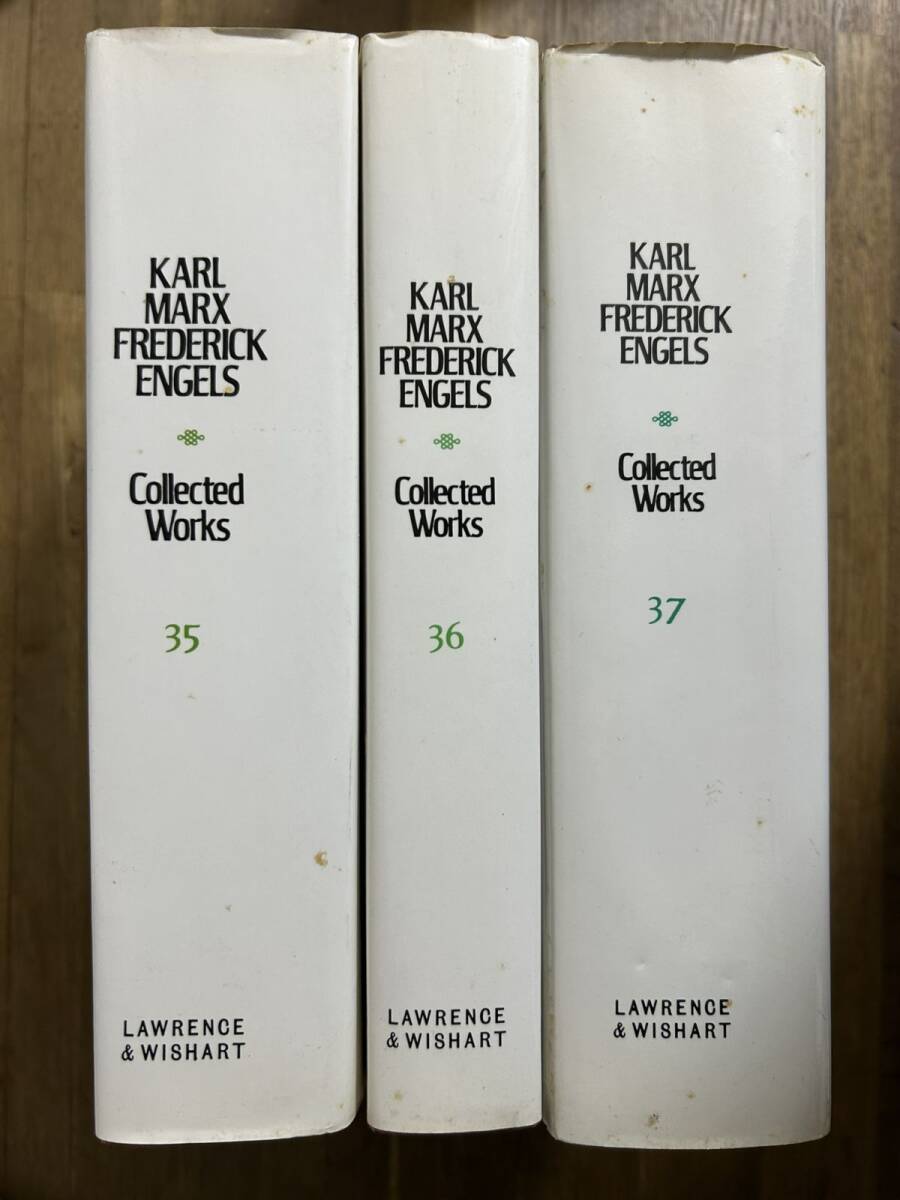 KARL
MARX
FREDERICK
ENGELS
Collected
Works
35
LAWRENCE
& WISHART
KARL
MARX
FREDERICK
ENGELS
Collected
Works
36
LAWRENCE
& WISHART
KARL
MARX
FREDERICK
ENGELS
Collected
Works
37
LAWRENCE
& WISHART